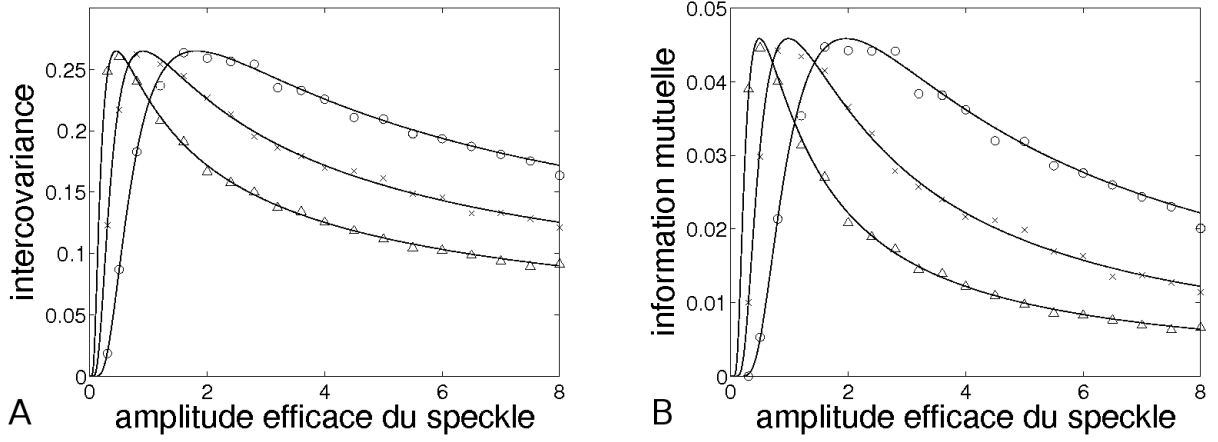 intercovariance
0.25
0.2
0.15
0.1
0.05
0
0 2 4 6 8
amplitude efficace du speckle
A
information mutuelle
0.05
0.04
0.03
0.02
0.01
0
0 2 4 6 8
amplitude efficace du speckle
B